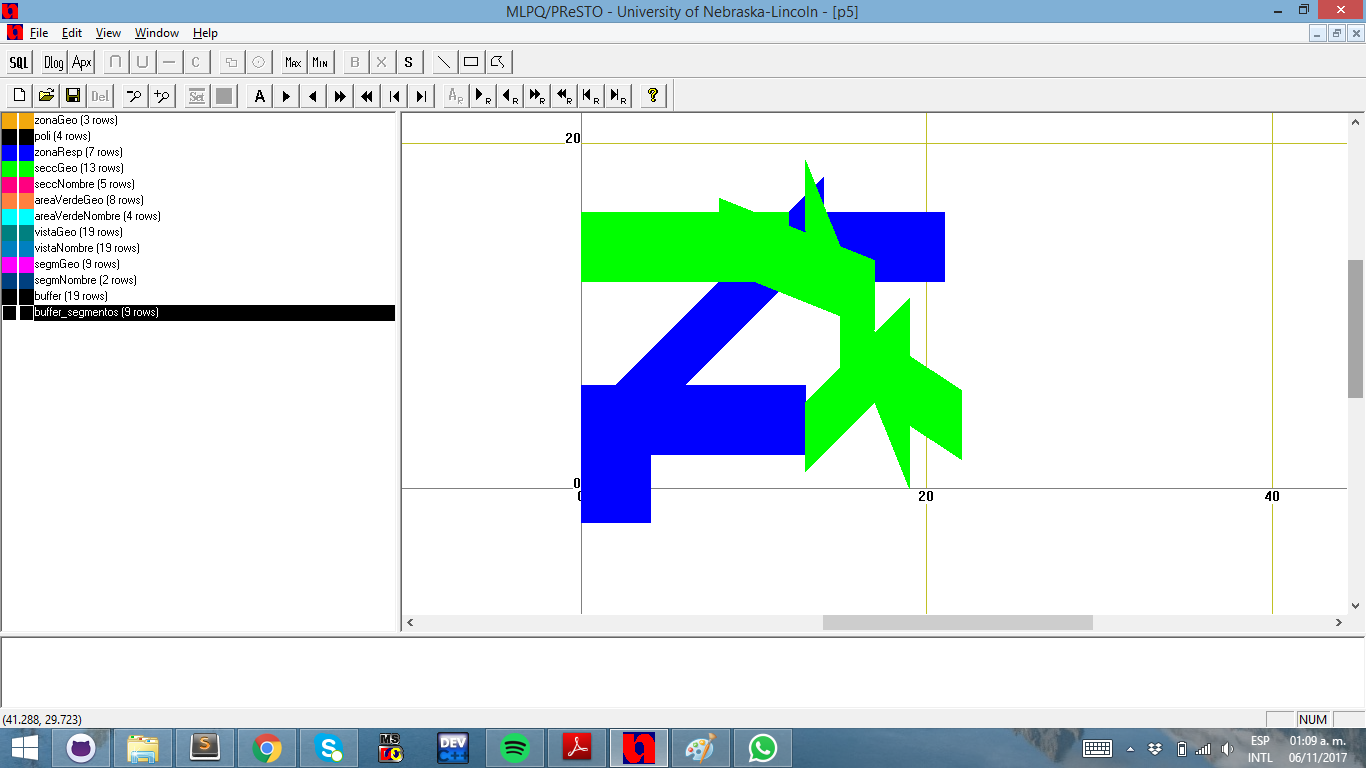 MLPQ/PReSTO - University of Nebraska-Lincoln - [p5]
File Edit View Window Help
SQL Dlog Apx ∩ U — C MAX MIN B X S
Del Set A A R R R R R R R ?
zonaGeo (3 rows)
poli (4 rows)
zonaResp (7 rows)
seccGeo (13 rows)
seccNombre (5 rows)
areaVerdeGeo (8 rows)
areaVerdeNombre (4 rows)
vistaGeo (19 rows)
vistaNombre (19 rows)
segmGeo (9 rows)
segmNombre (2 rows)
buffer (19 rows)
buffer_segmentos (9 rows)
20
0
0 20 40
(41.288, 29.723) NUM
S S MS DEV C++ ESP 01:09 a. m.
INTL 06/11/2017